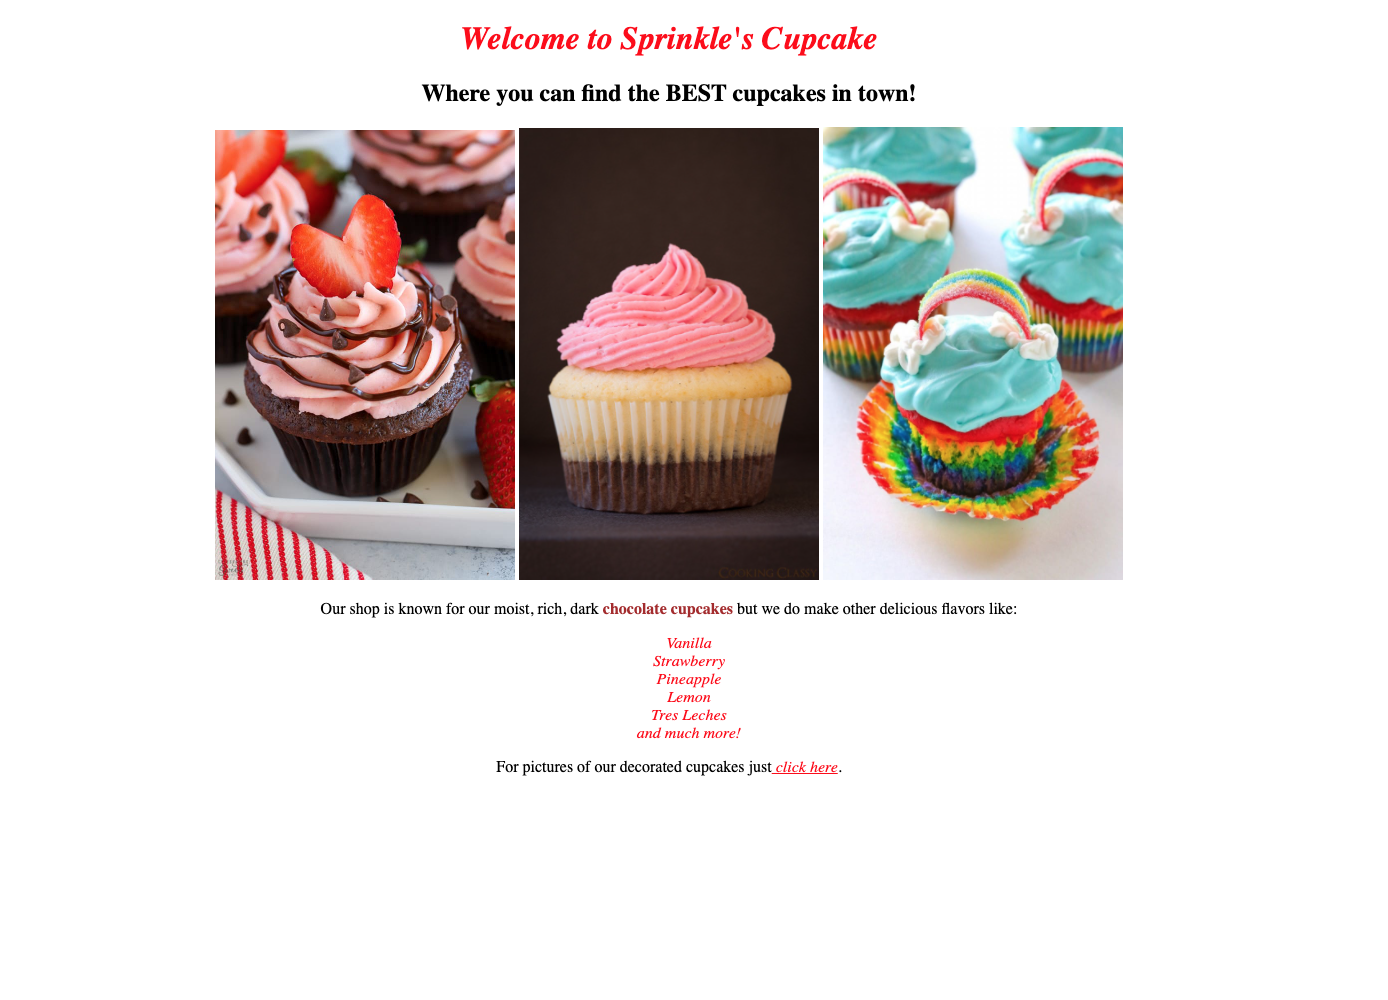 Welcome to Sprinkle's Cupcake
Where you can find the BEST cupcakes in town!
COOKING CLASSY
Our shop is known for our moist, rich, dark chocolate cupcakes but we do make other delicious flavors like:
Vanilla
Strawberry
Pineapple
Lemon
Tres Leches
and much more!
For pictures of our decorated cupcakes just click here.